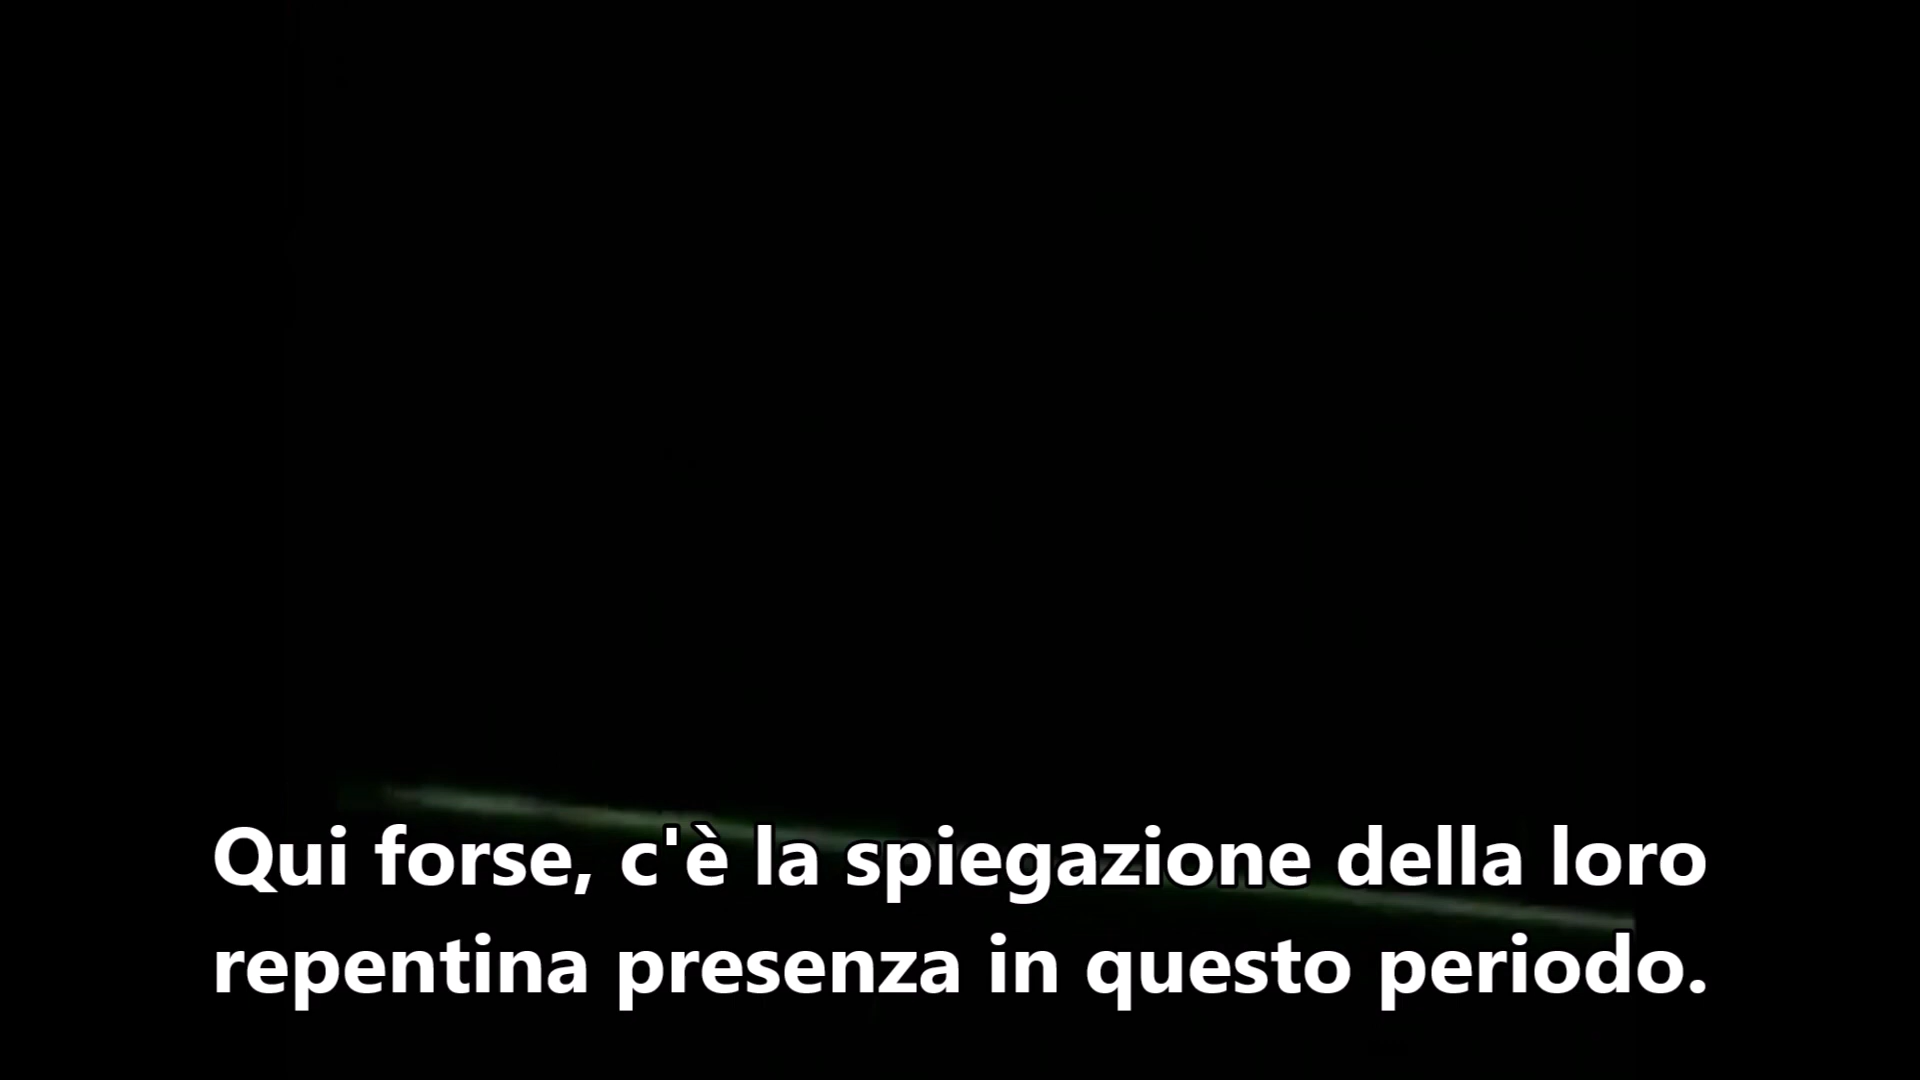 Qui forse, c'è la spiegazione della loro
repentina presenza in questo periodo.